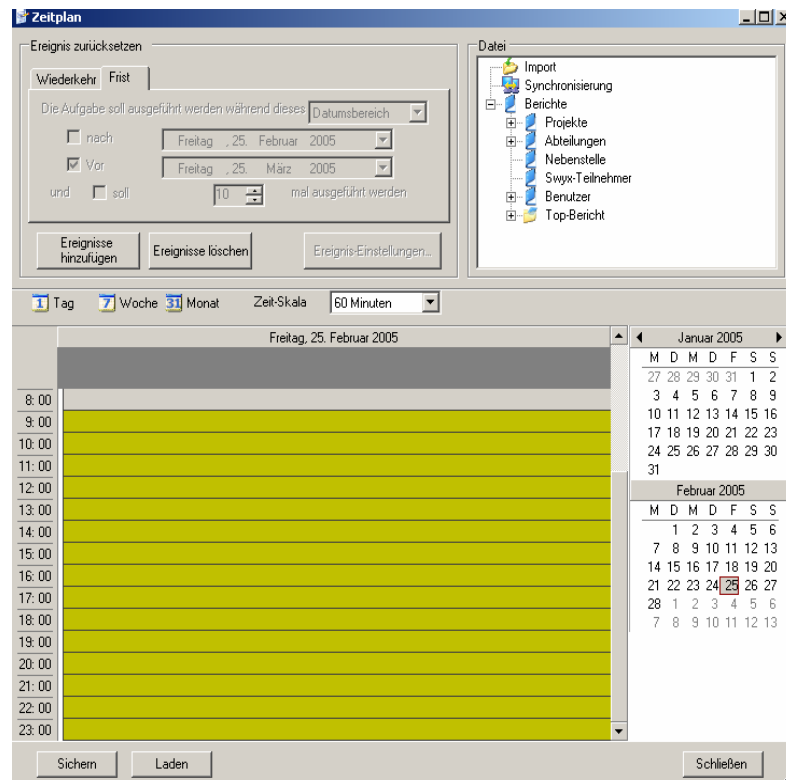 Zeitplan
Ereignis zurücksetzen
Wiederkehr Frist
Die Aufgabe soll ausgeführt werden während dieses Datumsbereich
nach Freitag , 25. Februar 2005
Vor Freitag , 25. März 2005
und soll 10 mal ausgeführt werden
Ereignisse hinzufügen
Ereignisse löschen
Ereignis-Einstellungen...
Datei
Import
Synchronisierung
Berichte
Projekte
Abteilungen
Nebenstelle
Swyx-Teilnehmer
Benutzer
Top-Bericht
1 Tag 7 Woche 31 Monat Zeit-Skala 60 Minuten
Freitag, 25. Februar 2005
8: 00
9: 00
10: 00
11: 00
12: 00
13: 00
14: 00
15: 00
16: 00
17: 00
18: 00
19: 00
20: 00
21: 00
22: 00
23: 00
Januar 2005
M D M D F S S
27 28 29 30 31 1 2
3 4 5 6 7 8 9
10 11 12 13 14 15 16
17 18 19 20 21 22 23
24 25 26 27 28 29 30
31
Februar 2005
M D M D F S S
1 2 3 4 5 6
7 8 9 10 11 12 13
14 15 16 17 18 19 20
21 22 23 24 25 26 27
28 1 2 3 4 5 6
7 8 9 10 11 12 13
Sichern Laden Schließen